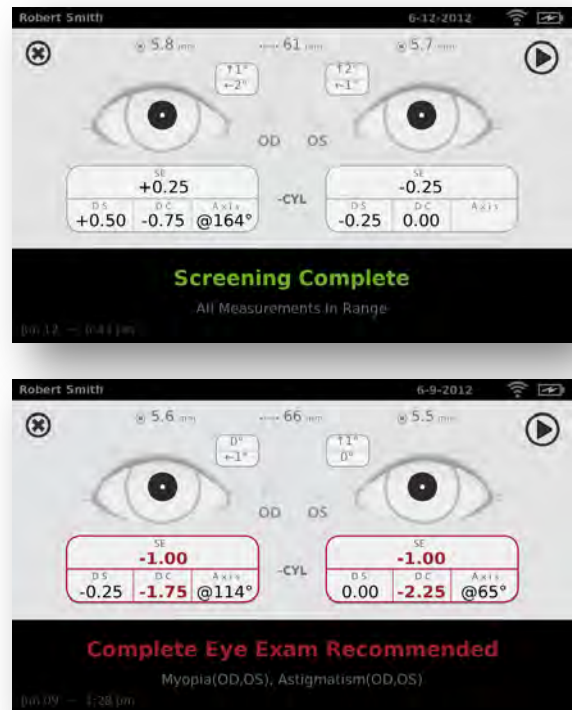 Robert Smith 6-12-2012
5.8 mm 61 mm 5.7 mm
↑1° ↑2°
←2° ←1°
OD OS
SE SE
+0.25 -0.25
-CYL
DS DC Axis DS DC Axis
+0.50 -0.75 @164° -0.25 0.00
Screening Complete
All Measurements in Range
Robert Smith 6-9-2012
5.6 mm 66 mm 5.5 mm
0° ↑1°
←1° 0°
OD OS
SE SE
-1.00 -1.00
-CYL
DS DC Axis DS DC Axis
-0.25 -1.75 @114° 0.00 -2.25 @65°
Complete Eye Exam Recommended
Myopia(OD,OS), Astigmatism(OD,OS)
Jun 09 — 1:28 pm